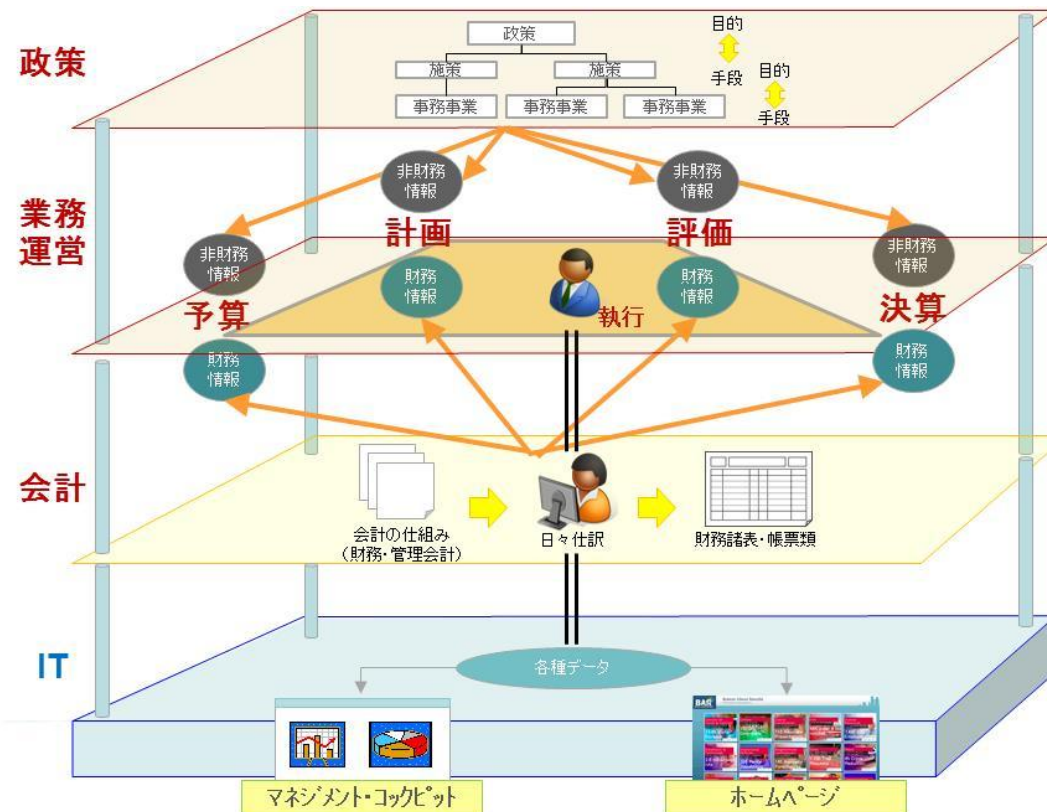 政策
政策
施策
施策
事務事業
事務事業
事務事業
目的
手段
目的
手段
業務
運営
非財務
情報
非財務
情報
非財務
情報
非財務
情報
計画
評価
予算
決算
執行
財務
情報
財務
情報
財務
情報
財務
情報
会計
会計の仕組み
(財務・管理会計)
日々仕訳
財務諸表・帳票類
IT
各種データ
BAR
マネジメント・コックピット
ホームページ